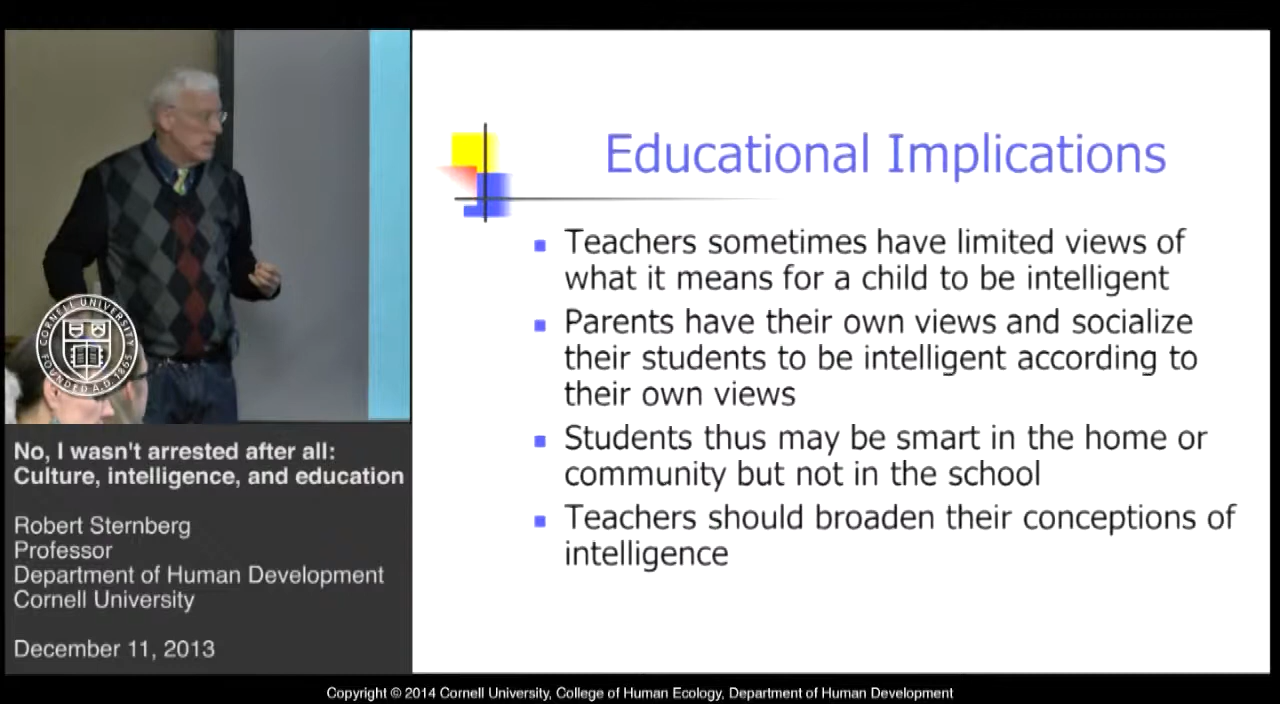 Educational Implications
Teachers sometimes have limited views of
what it means for a child to be intelligent
Parents have their own views and socialize
their students to be intelligent according to
their own views
Students thus may be smart in the home or
community but not in the school
Teachers should broaden their conceptions of
intelligence
CORNELL UNIVERSITY
FOUNDED A.D. 1865
No, I wasn't arrested after all:
Culture, intelligence, and education
Robert Sternberg
Professor
Department of Human Development
Cornell University
December 11, 2013
Copyright © 2014 Cornell University, College of Human Ecology, Department of Human Development